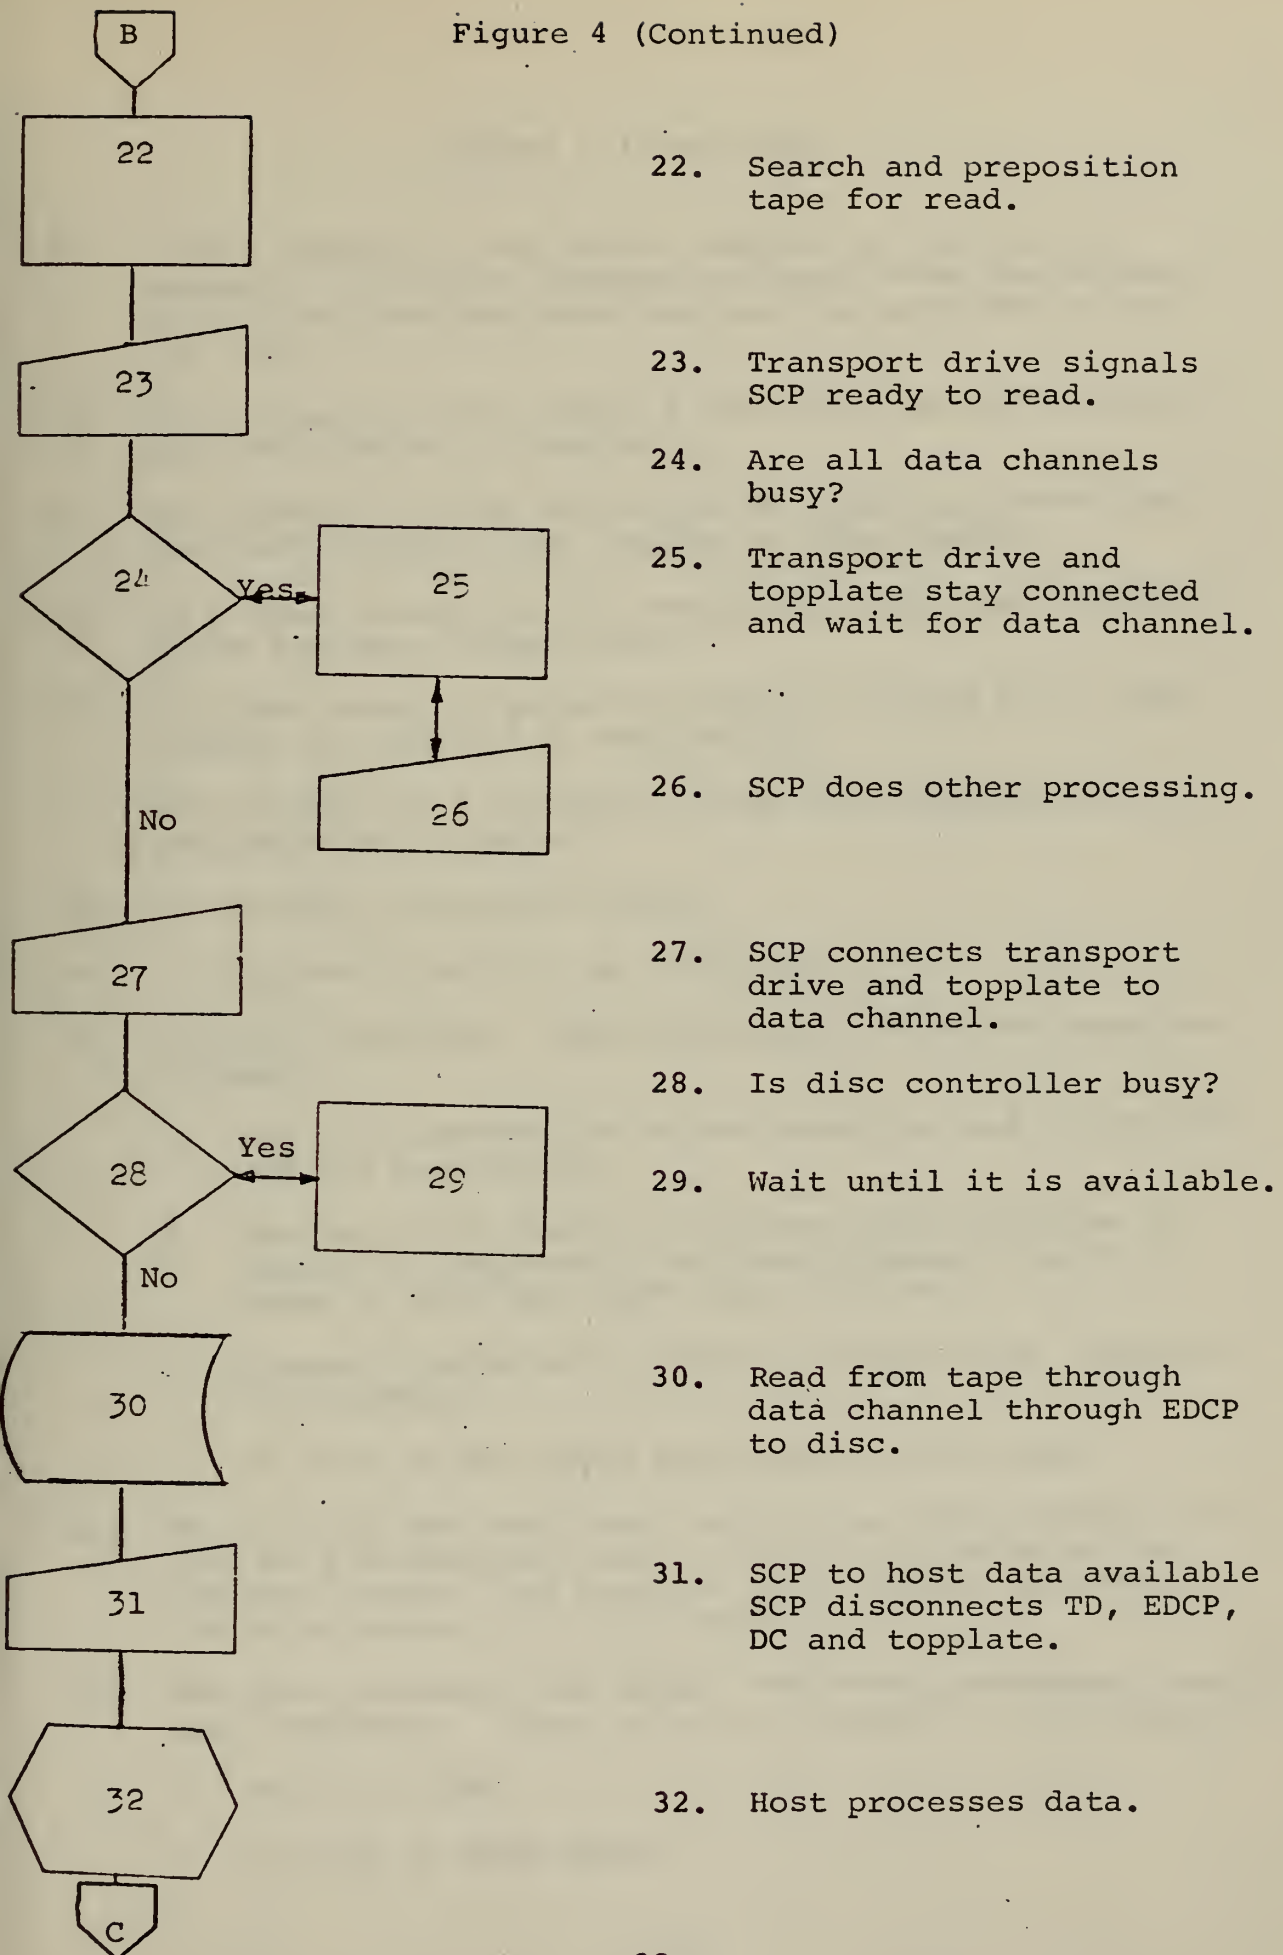 Figure 4 (Continued)
B
22
22. Search and preposition
tape for read.
23
23. Transport drive signals
SCP ready to read.
24. Are all data channels
busy?
24
Yes
25
25. Transport drive and
topplate stay connected
and wait for data channel.
26
26. SCP does other processing.
No
27
27. SCP connects transport
drive and topplate to
data channel.
28. Is disc controller busy?
28
Yes
29
29. Wait until it is available.
No
30
30. Read from tape through
data channel through EDCP
to disc.
31
31. SCP to host data available
SCP disconnects TD, EDCP,
DC and topplate.
32
32. Host processes data.
C